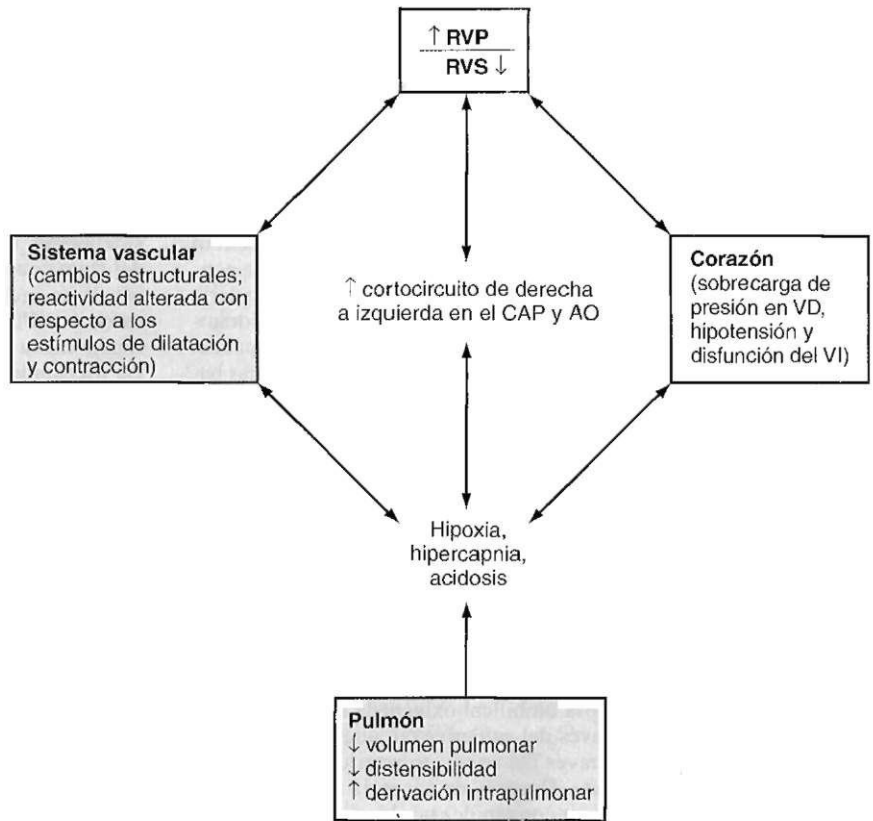 ↑ RVP
RVS ↓
Sistema vascular
(cambios estructurales;
reactividad alterada con
respecto a los
estímulos de dilatación
y contracción)
↑ cortocircuito de derecha
a izquierda en el CAP y AO
Corazón
(sobrecarga de
presión en VD,
hipotensión y
disfunción del VI)
Hipoxia,
hipercapnia,
acidosis
Pulmón
↓ volumen pulmonar
↓ distensibilidad
↑ derivación intrapulmonar